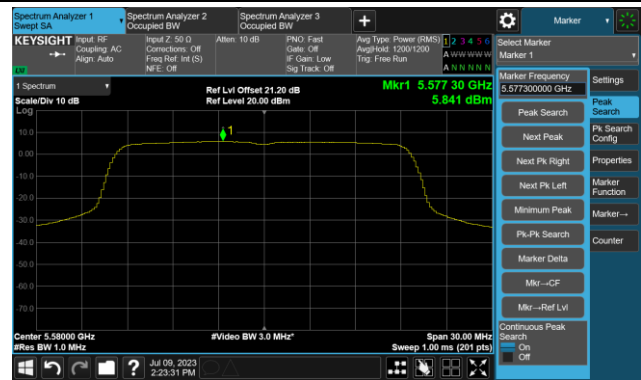 Spectrum Analyzer 1
Swept SA
Spectrum Analyzer 2
Occupied BW
Spectrum Analyzer 3
Occupied BW
Marker
KEYSIGHT
Input: RF
Coupling: AC
Align: Auto
Input Z: 50 Ω
Corrections: Off
Freq Ref: Int (S)
NFE: Off
Atten: 10 dB
PNO: Fast
Gate: Off
IF Gain: Low
Sig Track: Off
Avg Type: Power (RMS)
Avg|Hold: 1200/1200
Trig: Free Run
1 2 3 4 5 6
A W W W W W
A N N N N N
Select Marker
Marker 1
1 Spectrum
Scale/Div 10 dB
Log
Ref Lvl Offset 21.20 dB
Ref Level 20.00 dBm
Mkr1 5.577 30 GHz
5.841 dBm
1
10.0
0.00
-10.0
-20.0
-30.0
-40.0
-50.0
-60.0
-70.0
Center 5.58000 GHz
#Res BW 1.0 MHz
#Video BW 3.0 MHz*
Span 30.00 MHz
Sweep 1.00 ms (201 pts)
Marker Frequency
5.577300000 GHz
Peak Search
Next Peak
Next Pk Right
Next Pk Left
Minimum Peak
Pk-Pk Search
Marker Delta
Mkr→CF
Mkr→Ref Lvl
Continuous Peak
Search
On
Off
Settings
Peak
Search
Pk Search
Config
Properties
Marker
Function
Marker→
Counter
?
Jul 09, 2023
2:23:31 PM